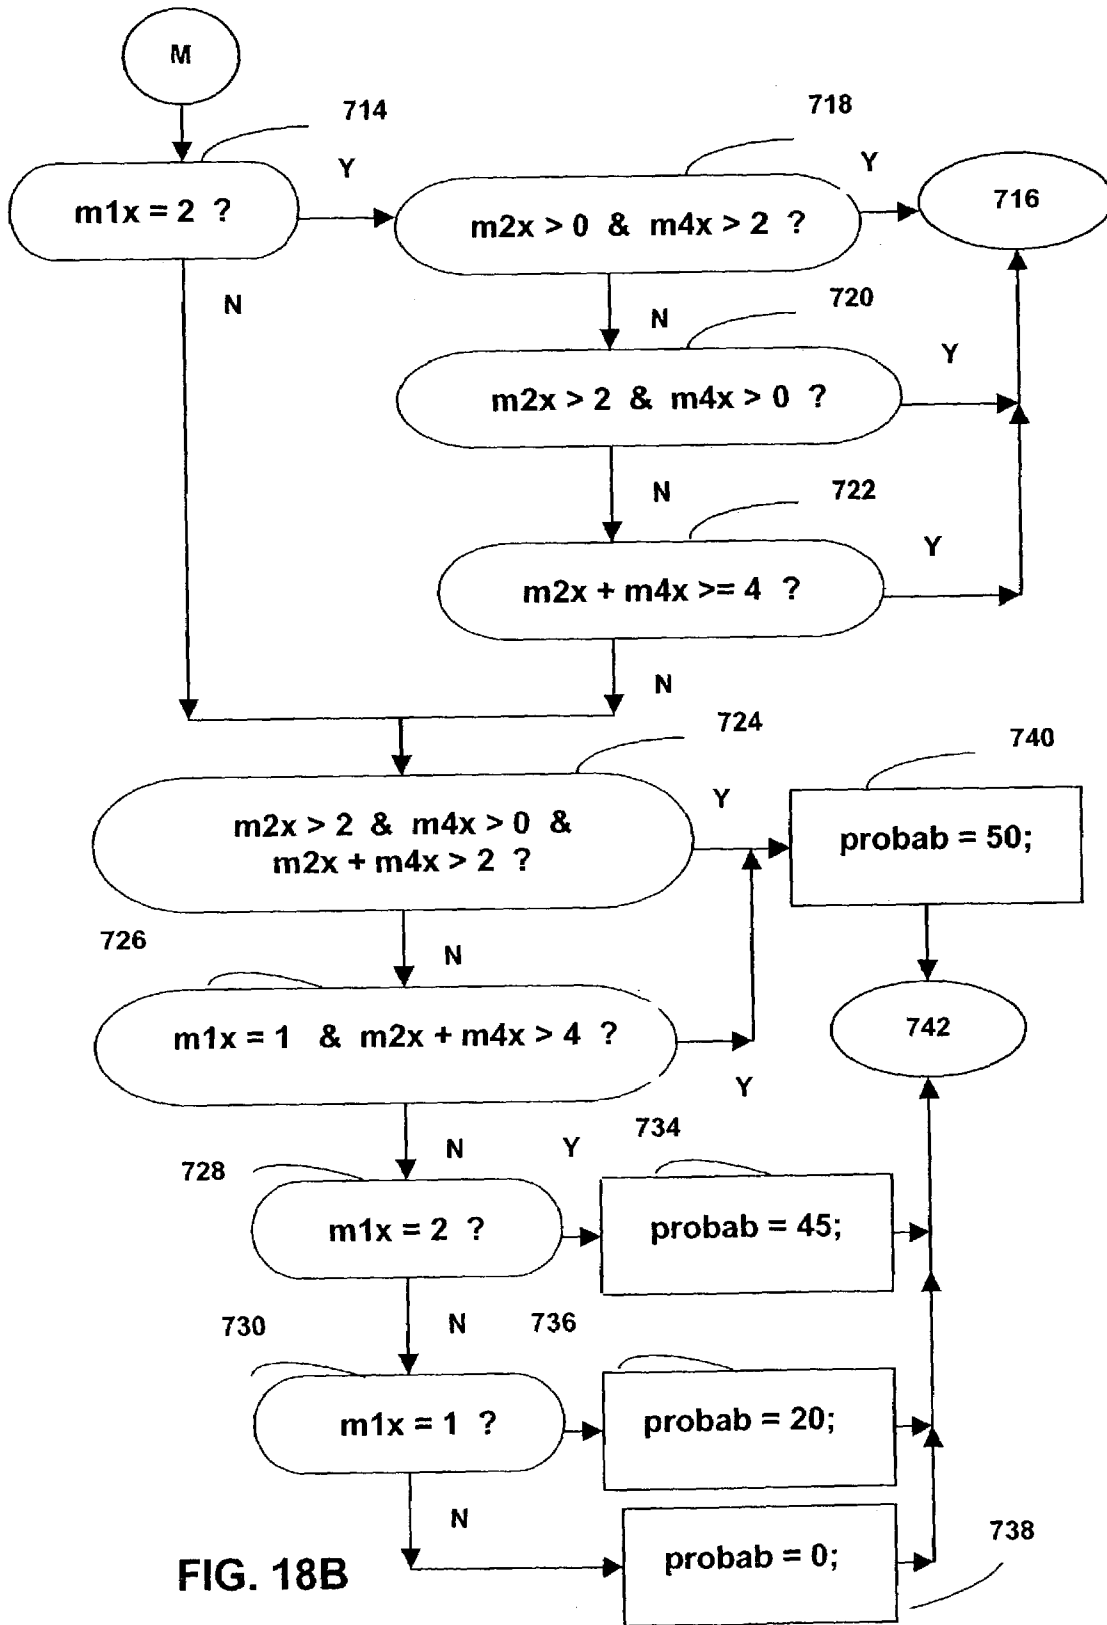 M
714
718
m1x = 2 ?
Y
m2x > 0 & m4x > 2 ?
Y
716
N
N
720
m2x > 2 & m4x > 0 ?
Y
N
722
m2x + m4x >= 4 ?
Y
N
724
740
m2x > 2 & m4x > 0 &
m2x + m4x > 2 ?
Y
probab = 50;
726
N
m1x = 1 & m2x + m4x > 4 ?
Y
742
N
728
Y
734
m1x = 2 ?
probab = 45;
730
N
736
m1x = 1 ?
probab = 20;
N
738
probab = 0;
FIG. 18B